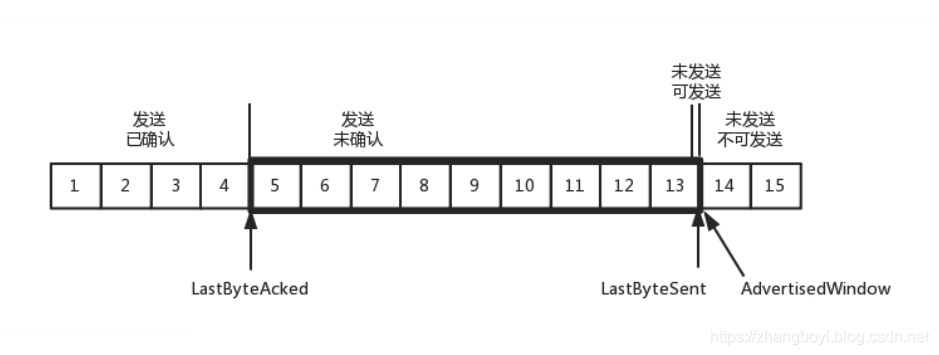 未发送
可发送
发送
已确认
发送
未确认
未发送
不可发送
1 2 3 4 5 6 7 8 9 10 11 12 13 14 15
LastByteAcked
LastByteSent
AdvertisedWindow
https://zhangboyi.blog.csdn.net